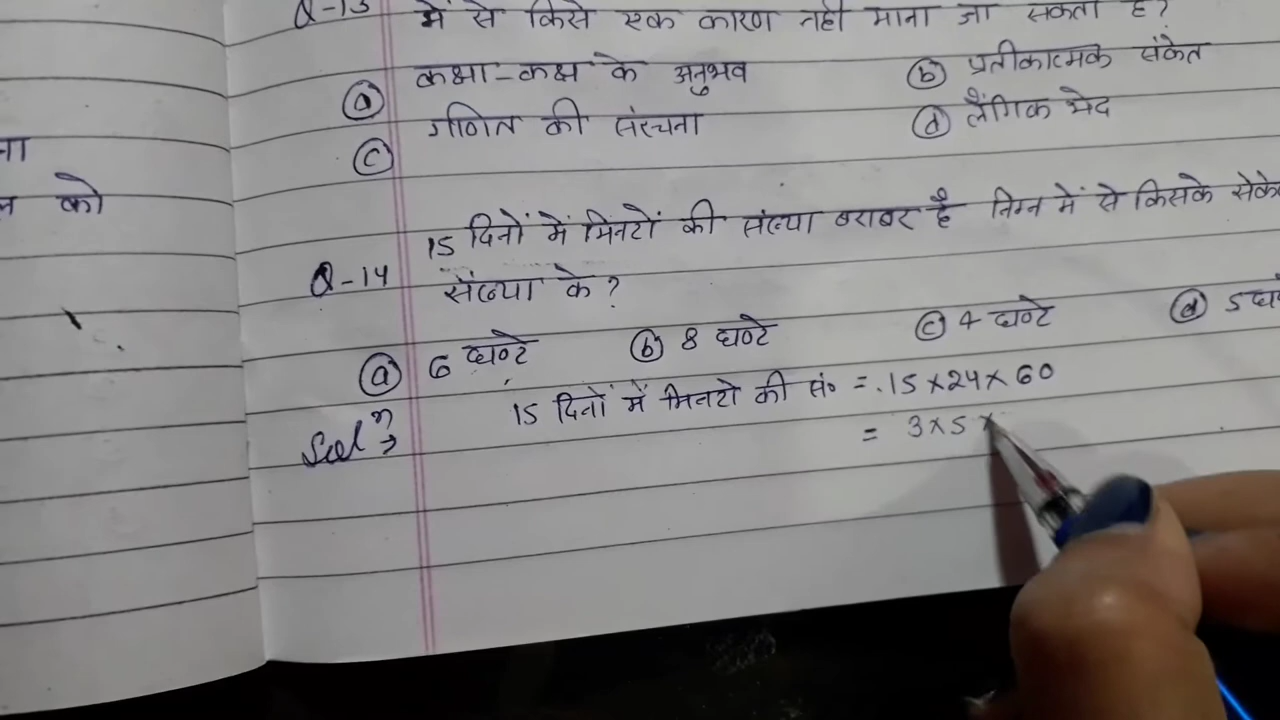 Q-13 में से किसे एक कारण नही माना जा सकता है?
ⓐ कक्षा-कक्ष के अनुभव ⓑ प्रतीकात्मक संकेत
ⓒ गणित की संरचना ⓓ लैंगिक भेद
ना
को
Q-14 15 दिनों में मिनटों की संख्या बराबर है निम्न में से किसके सेके
संख्या के?
ⓐ 6 घण्टे ⓑ 8 घण्टे ⓒ 4 घण्टे ⓓ 5 घं
Solⁿ ⇒ 15 दिनों में मिनटो की सं० = 15 × 24 × 60
= 3 × 5 ×